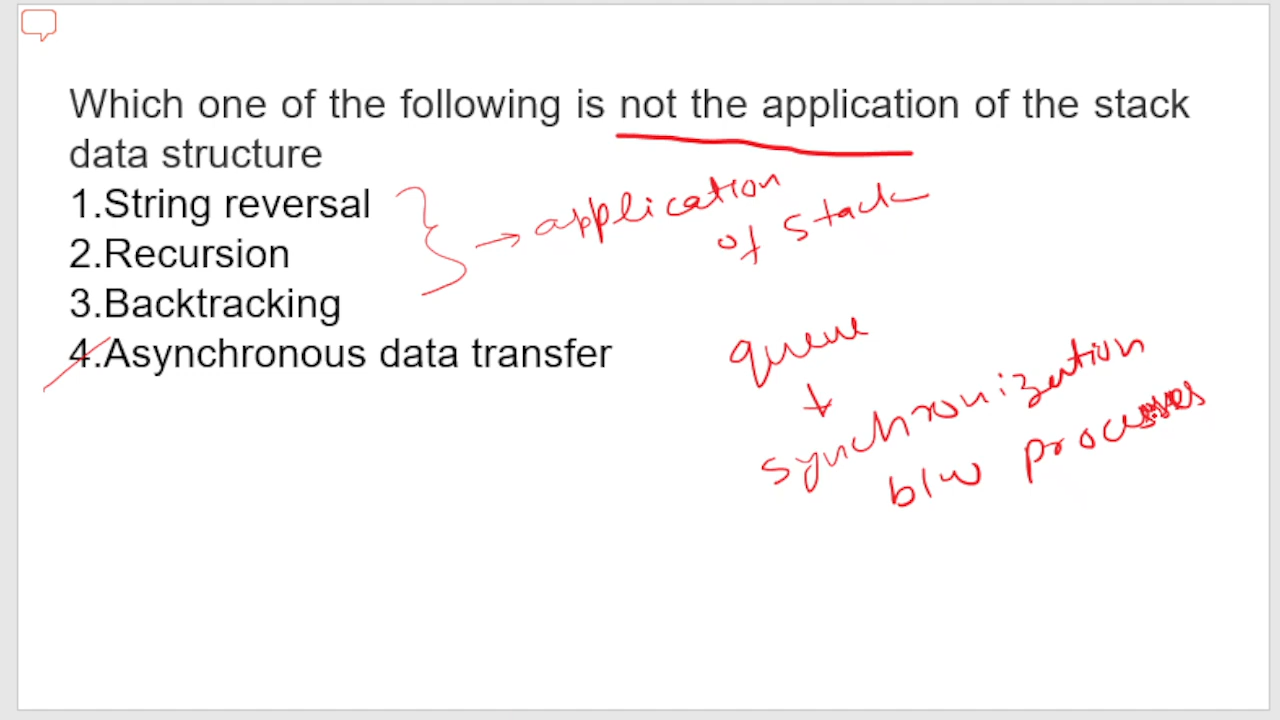 Which one of the following is not the application of the stack
data structure
1.String reversal
2.Recursion
3.Backtracking
4.Asynchronous data transfer
application
of stack
queue
synchronization
b/w processes